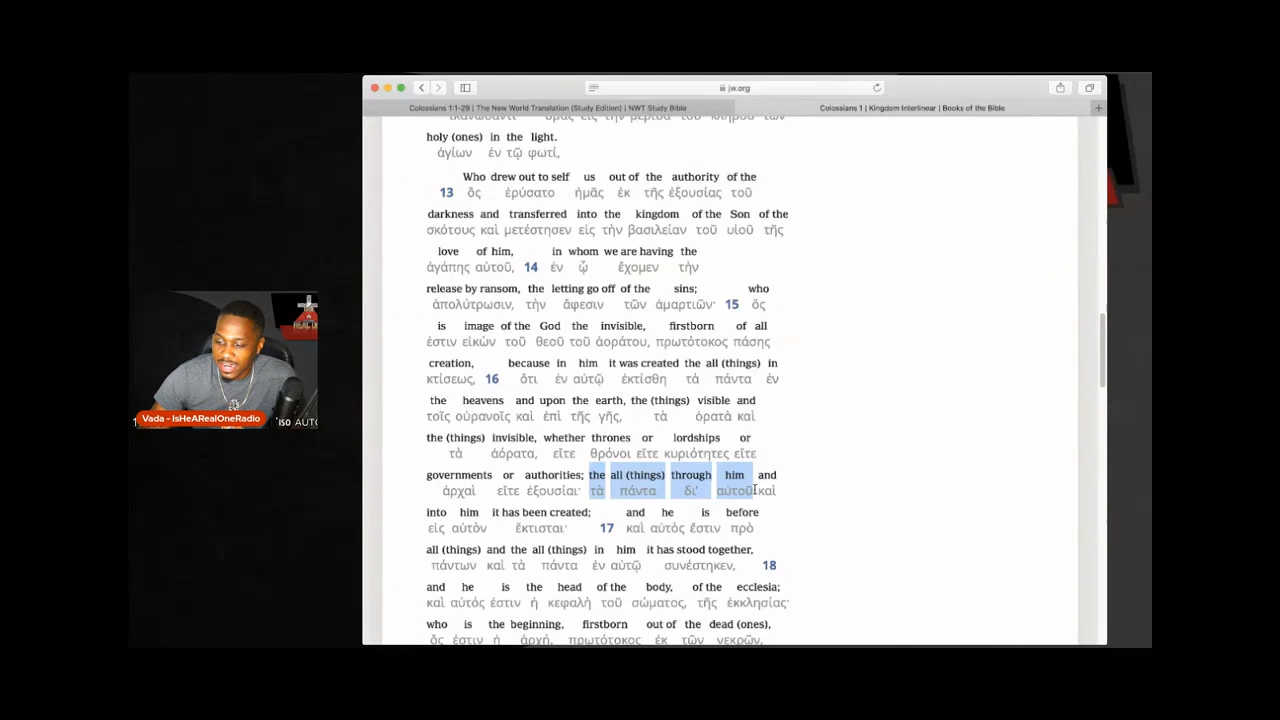 jw.org
Colossians 1:1-29 | The New World Translation (Study Edition) | NWT Study Bible
Colossians 1 | Kingdom Interlinear | Books of the Bible
holy (ones) in the light.
ἁγίων ἐν τῷ φωτί,
Who drew out to self us out of the authority of the
13 ὃς ἐρύσατο ἡμᾶς ἐκ τῆς ἐξουσίας τοῦ
darkness and transferred into the kingdom of the Son of the
σκότους καὶ μετέστησεν εἰς τὴν βασιλείαν τοῦ υἱοῦ τῆς
love of him, in whom we are having the
ἀγάπης αὐτοῦ, 14 ἐν ᾧ ἔχομεν τὴν
release by ransom, the letting go off of the sins; who
ἀπολύτρωσιν, τὴν ἄφεσιν τῶν ἁμαρτιῶν· 15 ὅς
is image of the God the invisible, firstborn of all
ἐστιν εἰκὼν τοῦ θεοῦ τοῦ ἀοράτου, πρωτότοκος πάσης
creation, because in him it was created the all (things) in
κτίσεως, 16 ὅτι ἐν αὐτῷ ἐκτίσθη τὰ πάντα ἐν
the heavens and upon the earth, the (things) visible and
τοῖς οὐρανοῖς καὶ ἐπὶ τῆς γῆς, τὰ ὁρατὰ καὶ
the (things) invisible, whether thrones or lordships or
τὰ ἀόρατα, εἴτε θρόνοι εἴτε κυριότητες εἴτε
governments or authorities; the all (things) through him and
ἀρχαὶ εἴτε ἐξουσίαι· τὰ πάντα δι᾽ αὐτοῦ καὶ
into him it has been created; and he is before
εἰς αὐτὸν ἔκτισται· 17 καὶ αὐτὸς ἔστιν πρὸ
all (things) and the all (things) in him it has stood together,
πάντων καὶ τὰ πάντα ἐν αὐτῷ συνέστηκεν, 18
and he is the head of the body, of the ecclesia;
καὶ αὐτός ἐστιν ἡ κεφαλὴ τοῦ σώματος, τῆς ἐκκλησίας·
who is the beginning, firstborn out of the dead (ones),
ὅς ἐστιν ἡ ἀρχή, πρωτότοκος ἐκ τῶν νεκρῶν,
Vada - IsHeARealOneRadio
ISO AUTO